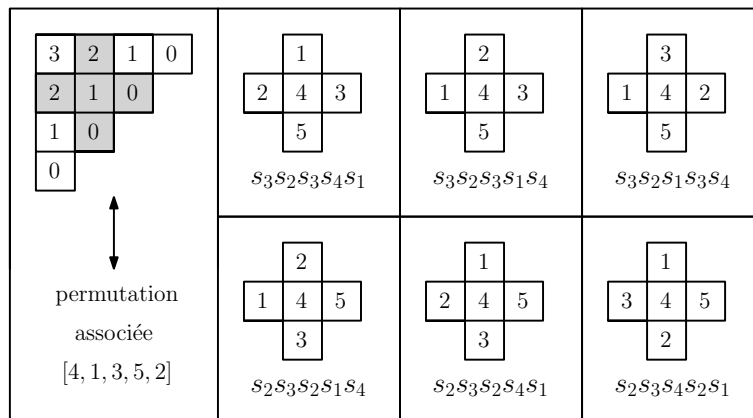 3 2 1 0
2 1 0
1 0
0
permutation
associée
[4, 1, 3, 5, 2]
1
2 4 3
5
s₃s₂s₃s₄s₁
2
1 4 3
5
s₃s₂s₃s₁s₄
3
1 4 2
5
s₃s₂s₁s₃s₄
2
1 4 5
3
s₂s₃s₂s₁s₄
1
2 4 5
3
s₂s₃s₂s₄s₁
1
3 4 5
2
s₂s₃s₄s₂s₁